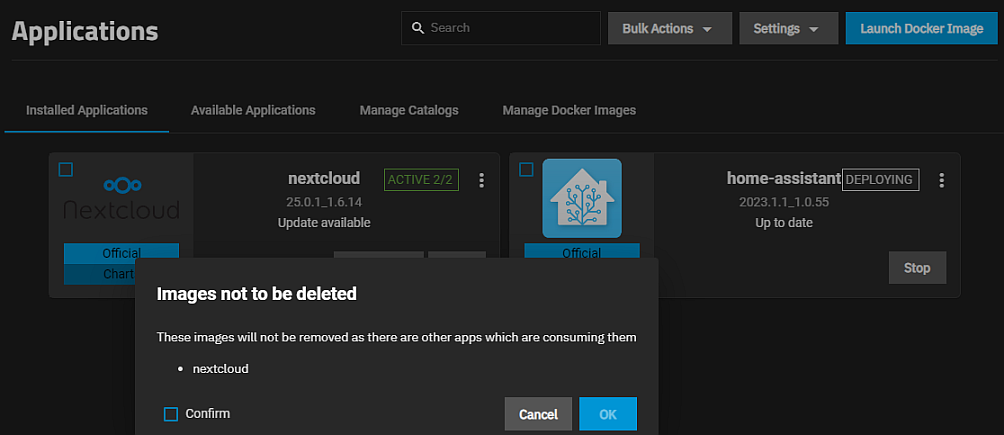 Applications
Search
Bulk Actions
Settings
Launch Docker Image
Installed Applications
Available Applications
Manage Catalogs
Manage Docker Images
Nextcloud
Official
Chart
nextcloud
ACTIVE 2/2
25.0.1_1.6.14
Update available
Official
home-assistant
DEPLOYING
2023.1.1_1.0.55
Up to date
Stop
Images not to be deleted
These images will not be removed as there are other apps which are consuming them
nextcloud
Confirm
Cancel
OK